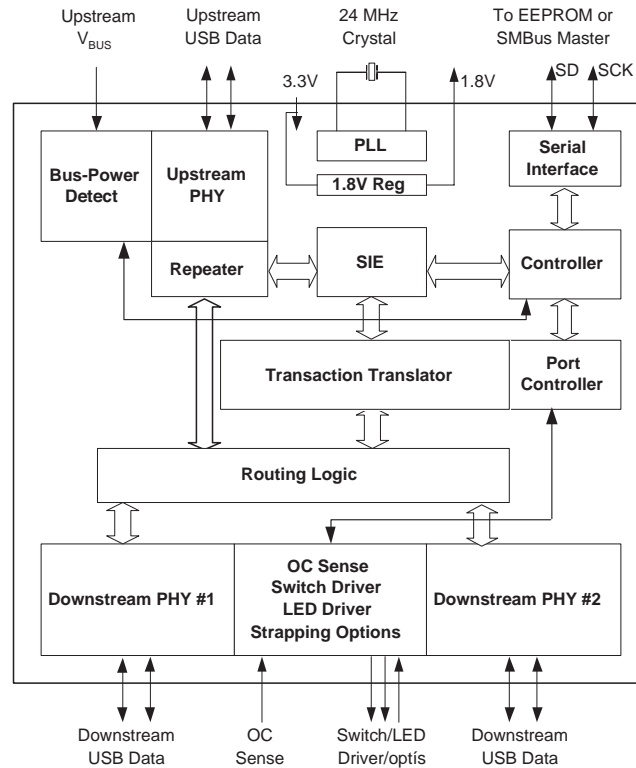 Upstream
VBUS
Upstream
USB Data
24 MHz
Crystal
To EEPROM or
SMBus Master
3.3V
1.8V
SD
SCK
Bus-Power
Detect
Upstream
PHY
PLL
1.8V Reg
Serial
Interface
Repeater
SIE
Controller
Transaction Translator
Port
Controller
Routing Logic
Downstream PHY #1
OC Sense
Switch Driver
LED Driver
Strapping Options
Downstream PHY #2
Downstream
USB Data
OC
Sense
Switch/LED
Driver/optís
Downstream
USB Data